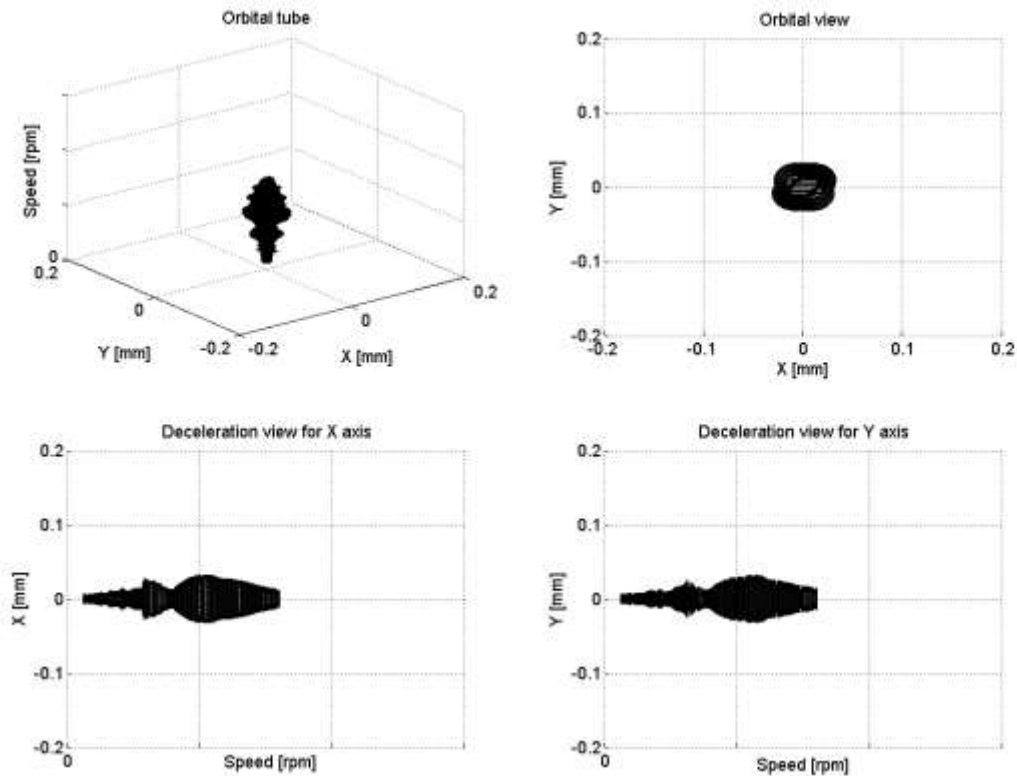 Orbital tube
Speed [rpm]
0
0.2
0
-0.2
Y [mm]
-0.2
0
0.2
X [mm]
Orbital view
0.2
0.1
0
-0.1
-0.2
Y [mm]
-0.2
-0.1
0
0.1
0.2
X [mm]
Deceleration view for X axis
0.2
0.1
0
-0.1
-0.2
X [mm]
0
Speed [rpm]
Deceleration view for Y axis
0.2
0.1
0
-0.1
-0.2
Y [mm]
0
Speed [rpm]